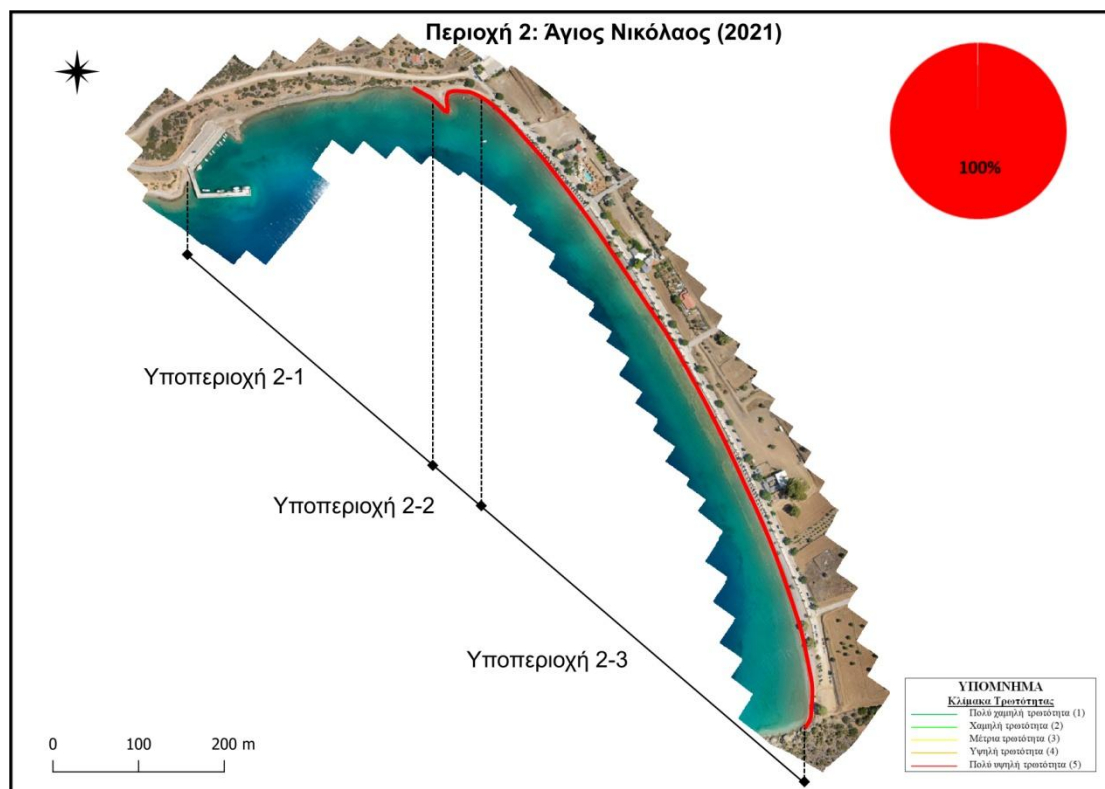 Περιοχή 2: Άγιος Νικόλαος (2021)
100%
Υποπεριοχή 2-1
Υποπεριοχή 2-2
Υποπεριοχή 2-3
0 100 200 m
ΥΠΟΜΝΗΜΑ
Κλίμακα Τρωτότητας
Πολύ χαμηλή τρωτότητα (1)
Χαμηλή τρωτότητα (2)
Μέτρια τρωτότητα (3)
Υψηλή τρωτότητα (4)
Πολύ υψηλή τρωτότητα (5)